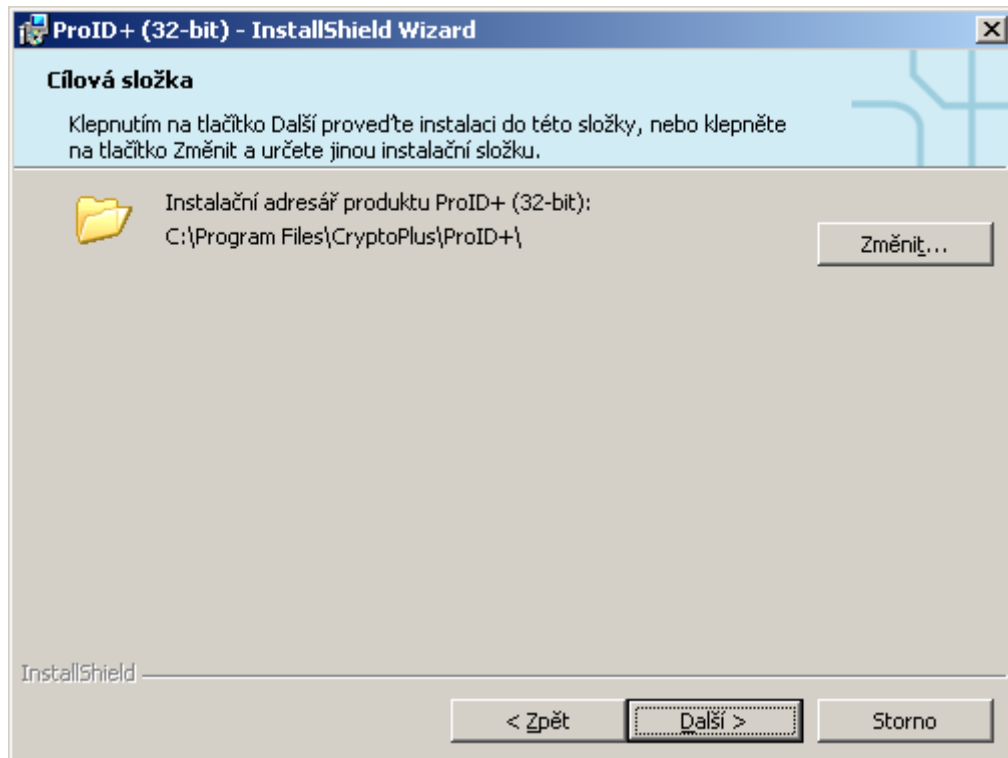 ProID+ (32-bit) - InstallShield Wizard
Cílová složka
Klepnutím na tlačítko Další proveďte instalaci do této složky, nebo klepněte
na tlačítko Změnit a určete jinou instalační složku.
Instalační adresář produktu ProID+ (32-bit):
C:\Program Files\CryptoPlus\ProID+\
Změnit...
InstallShield
< Zpět
Další >
Storno